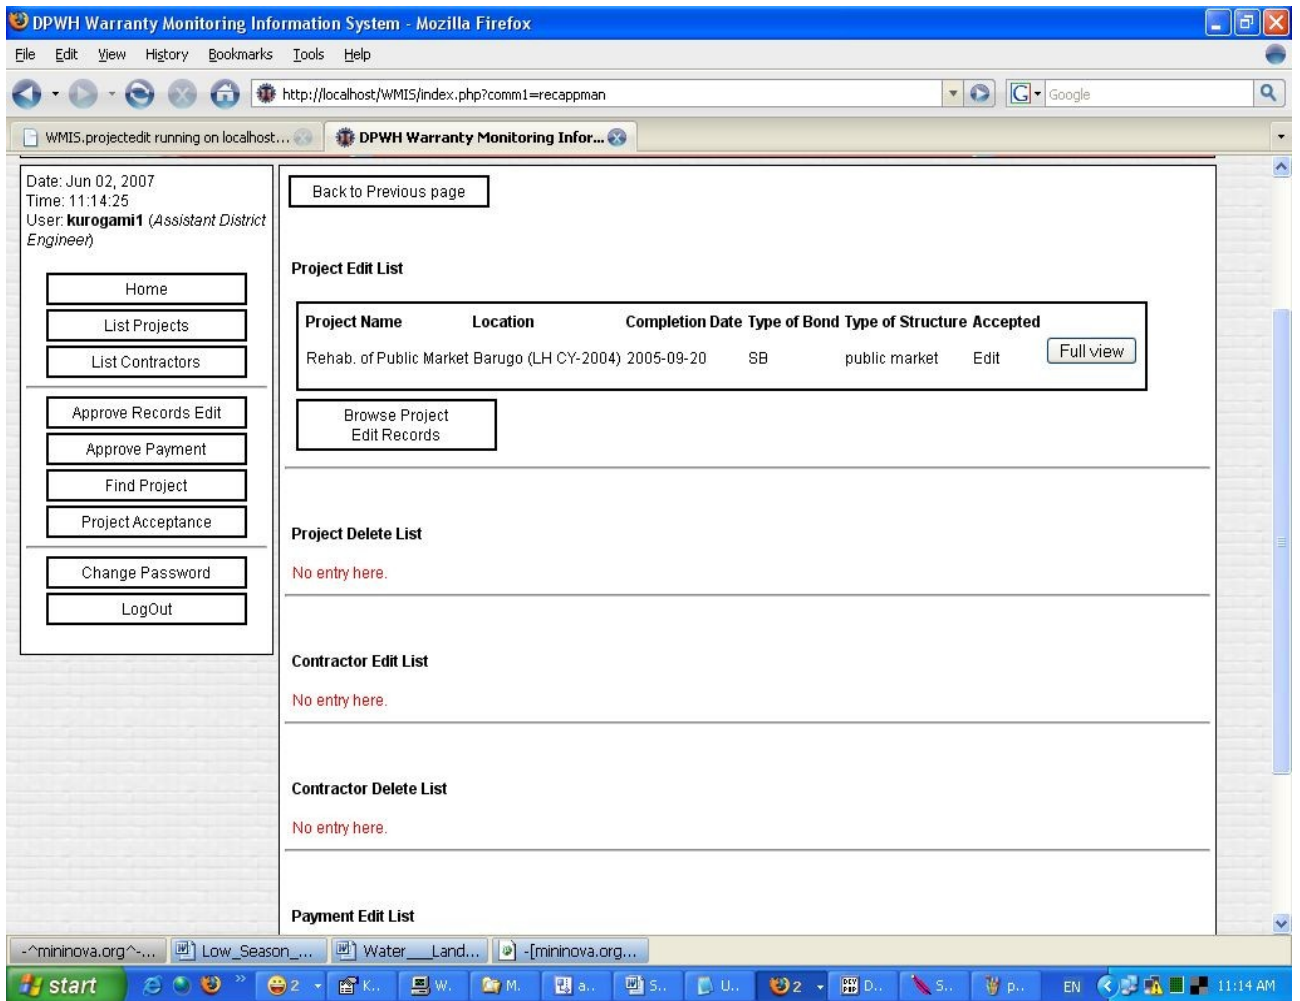 DPWH Warranty Monitoring Information System - Mozilla Firefox
File Edit View History Bookmarks Tools Help
http://localhost/WMIS/index.php?comm1=recappman
G Google
WMIS.projectedit running on localhost...
DPWH Warranty Monitoring Infor...
Date: Jun 02, 2007
Time: 11:14:25
User: kurogami1 (Assistant District
Engineer)
Home
List Projects
List Contractors
Approve Records Edit
Approve Payment
Find Project
Project Acceptance
Change Password
LogOut
Back to Previous page
Project Edit List
Project Name Location Completion Date Type of Bond Type of Structure Accepted
Rehab. of Public Market Barugo (LH CY-2004) 2005-09-20 SB public market Edit Full view
Browse Project
Edit Records
Project Delete List
No entry here.
Contractor Edit List
No entry here.
Contractor Delete List
No entry here.
Payment Edit List
-^mininova.org^-... Low_Season_... Water___Land... -[mininova.org...
start 2 K.. W. M. a.. S.. U.. 2 D.. S.. p.. EN 11:14 AM